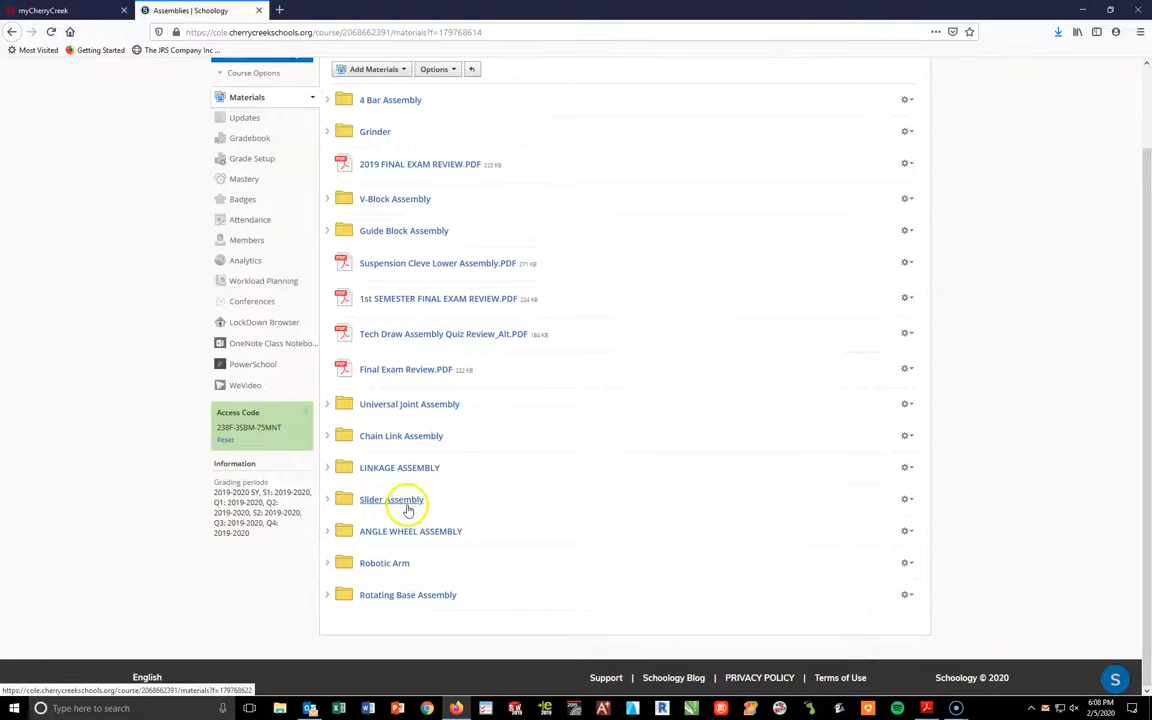 myCherryCreek
Assemblies | Schoology
https://cole.cherrycreekschools.org/course/2068662391/materials?f=179768614
Most Visited
Getting Started
The JRS Company Inc ...
Course Options
Add Materials
Options
Materials
Updates
Gradebook
Grade Setup
Mastery
Badges
Attendance
Members
Analytics
Workload Planning
Conferences
LockDown Browser
OneNote Class Notebo...
PowerSchool
WeVideo
Access Code
238F-3SBM-75MNT
Reset
Information
Grading periods
2019-2020 SY, S1: 2019-2020,
Q1: 2019-2020, Q2:
2019-2020, S2: 2019-2020,
Q3: 2019-2020, Q4:
2019-2020
4 Bar Assembly
Grinder
2019 FINAL EXAM REVIEW.PDF 223 KB
V-Block Assembly
Guide Block Assembly
Suspension Cleve Lower Assembly.PDF 271 KB
1st SEMESTER FINAL EXAM REVIEW.PDF 224 KB
Tech Draw Assembly Quiz Review_Alt.PDF 184 KB
Final Exam Review.PDF 222 KB
Universal Joint Assembly
Chain Link Assembly
LINKAGE ASSEMBLY
Slider Assembly
ANGLE WHEEL ASSEMBLY
Robotic Arm
Rotating Base Assembly
English
Support
Schoology Blog
PRIVACY POLICY
Terms of Use
Schoology © 2020
https://cole.cherrycreekschools.org/course/2068662391/materials?f=179768622
Type here to search
6:08 PM
2/5/2020